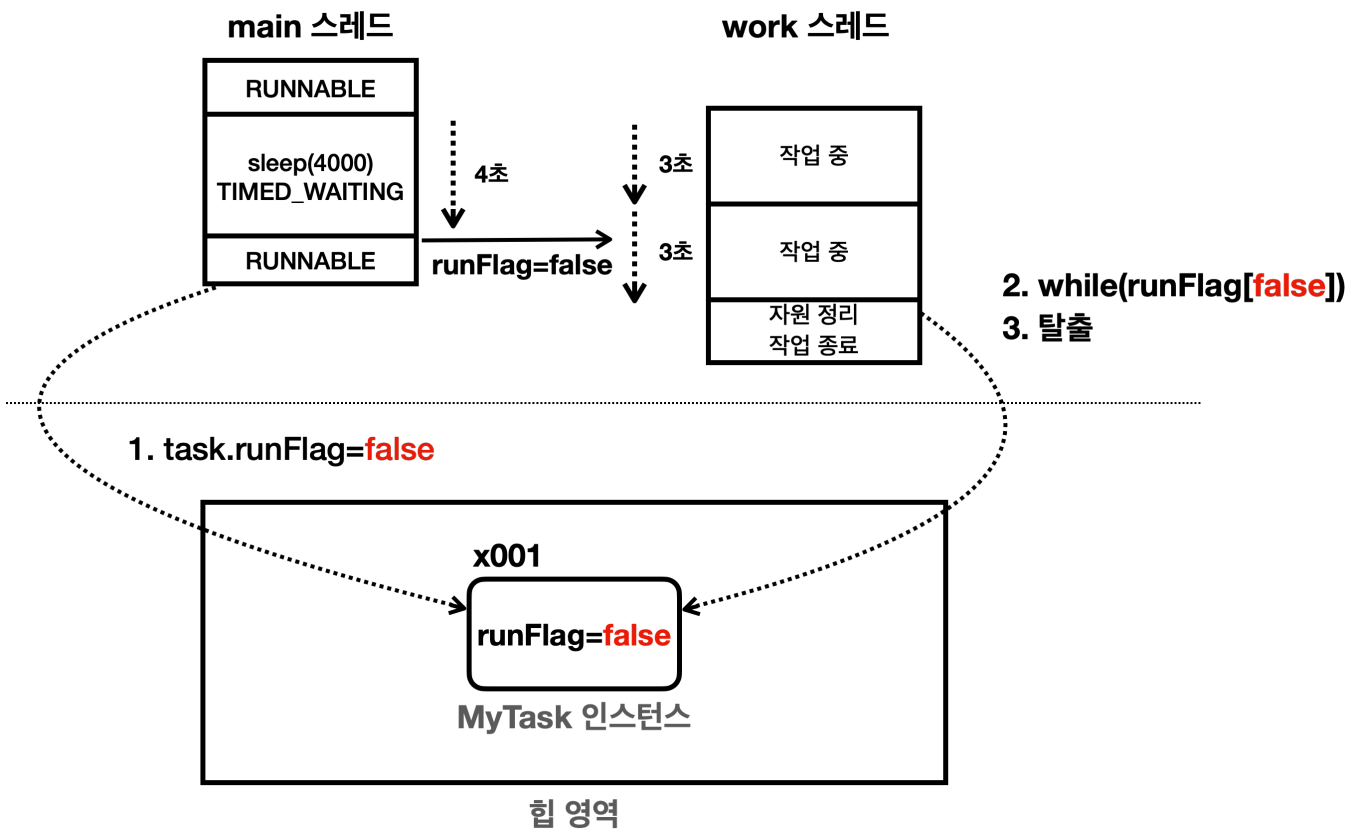 main 스레드
work 스레드
RUNNABLE
sleep(4000)
TIMED_WAITING
RUNNABLE
4초
runFlag=false
3초
3초
작업 중
작업 중
자원 정리
작업 종료
2. while(runFlag[false])
3. 탈출
1. task.runFlag=false
x001
runFlag=false
MyTask 인스턴스
힙 영역